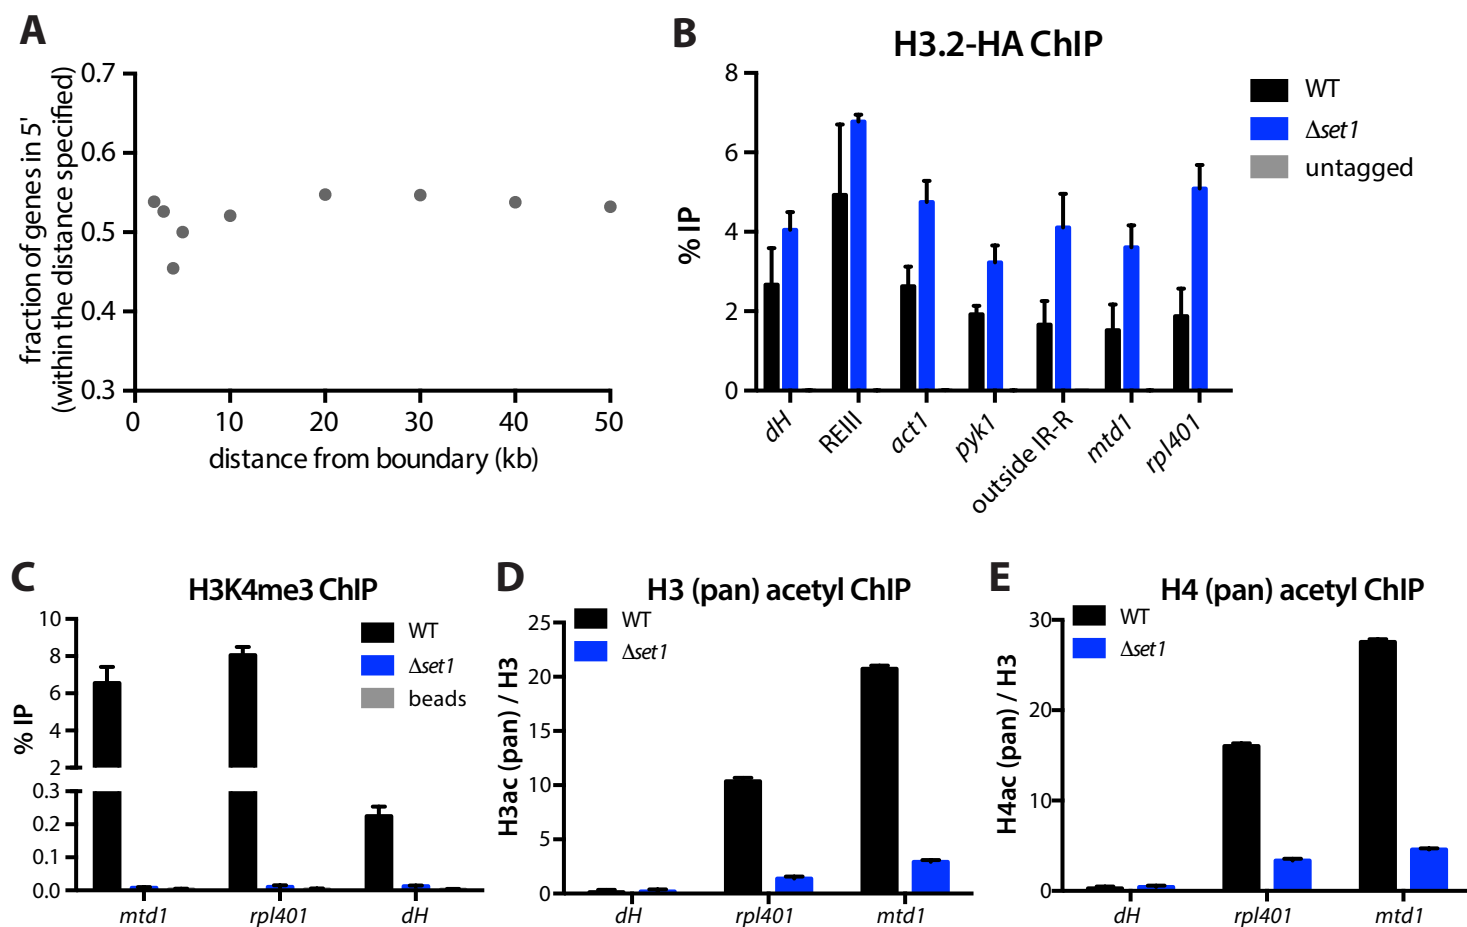 A
fraction of genes in 5'
(within the distance specified)
0.7
0.6
0.5
0.4
0.3
0 10 20 30 40 50
distance from boundary (kb)
B
H3.2-HA ChIP
% IP
8
6
4
2
0
dH REIII act1 pyk1 outside IR-R mtd1 rpl401
WT
Δset1
untagged
C
H3K4me3 ChIP
% IP
10
8
6
4
2
0.3
0.2
0.1
0.0
mtd1 rpl401 dH
WT
Δset1
beads
D
H3 (pan) acetyl ChIP
WT
Δset1
H3ac (pan) / H3
25
20
15
10
5
0
dH rpl401 mtd1
E
H4 (pan) acetyl ChIP
WT
Δset1
H4ac (pan) / H3
30
20
10
0
dH rpl401 mtd1